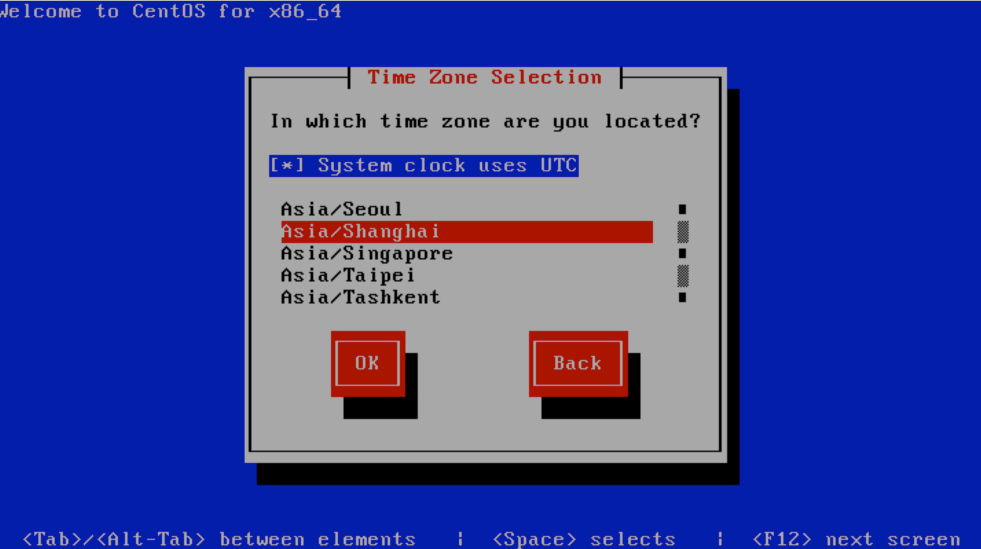 Welcome to CentOS for x86_64
Time Zone Selection
In which time zone are you located?
[*] System clock uses UTC
Asia/Seoul
Asia/Shanghai
Asia/Singapore
Asia/Taipei
Asia/Tashkent
OK
Back
<Tab>/<Alt-Tab> between elements | <Space> selects | <F12> next screen